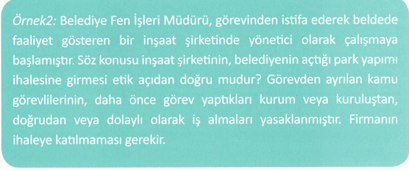 Örnek2: Belediye Fen İşleri Müdürü, görevinden istifa ederek beldede
faaliyet gösteren bir inşaat şirketinde yönetici olarak çalışmaya
başlamıştır. Söz konusu inşaat şirketinin, belediyenin açtığı park yapımı
ihalesine girmesi etik açıdan doğru mudur? Görevden ayrılan kamu
görevlilerinin, daha önce görev yaptıkları kurum veya kuruluştan,
doğrudan veya dolaylı olarak iş almaları yasaklanmıştır. Firmanın
ihaleye katılmaması gerekir.